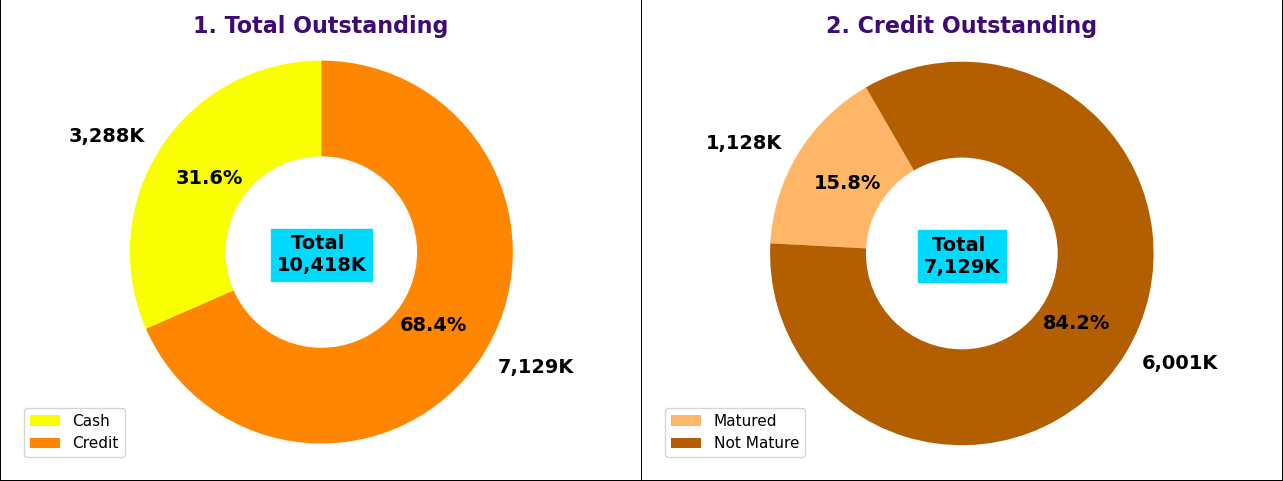 1. Total Outstanding
3,288K
31.6%
Total
10,418K
68.4%
7,129K
Cash
Credit
2. Credit Outstanding
1,128K
15.8%
Total
7,129K
84.2%
6,001K
Matured
Not Mature